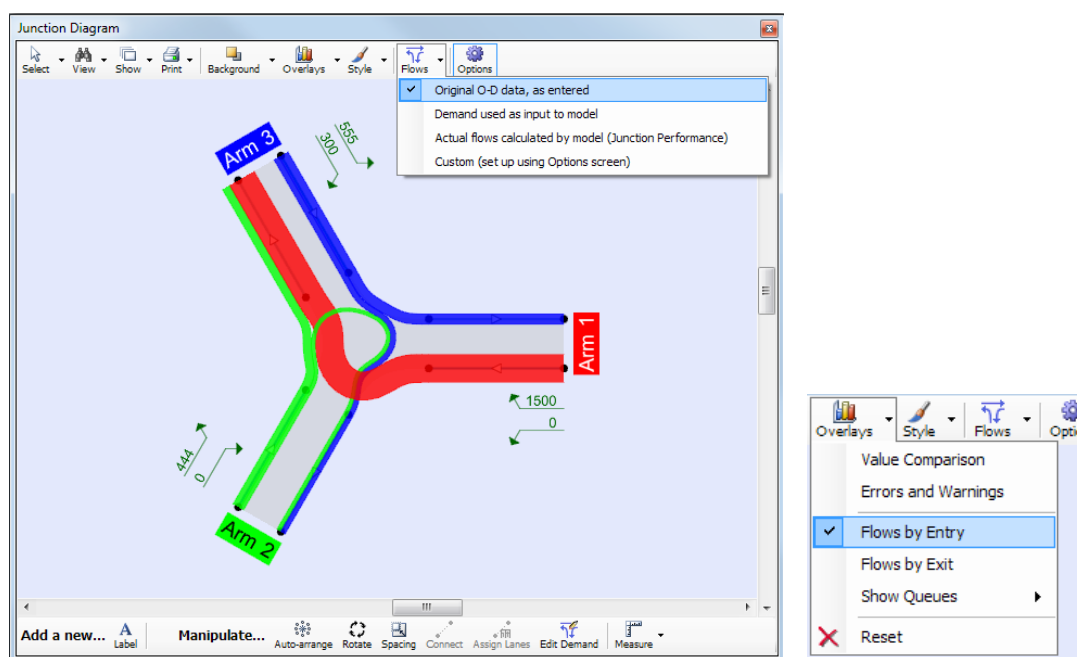 Junction Diagram
Select View Show Print Background Overlays Style Flows Options
Original O-D data, as entered
Demand used as input to model
Actual flows calculated by model (Junction Performance)
Custom (set up using Options screen)
Arm 3
300
555
Arm 1
1500
0
444
0
Arm 2
Add a new... Label Manipulate... Auto-arrange Rotate Spacing Connect Assign Lanes Edit Demand Measure
Overlays Style Flows Opti
Value Comparison
Errors and Warnings
Flows by Entry
Flows by Exit
Show Queues
Reset